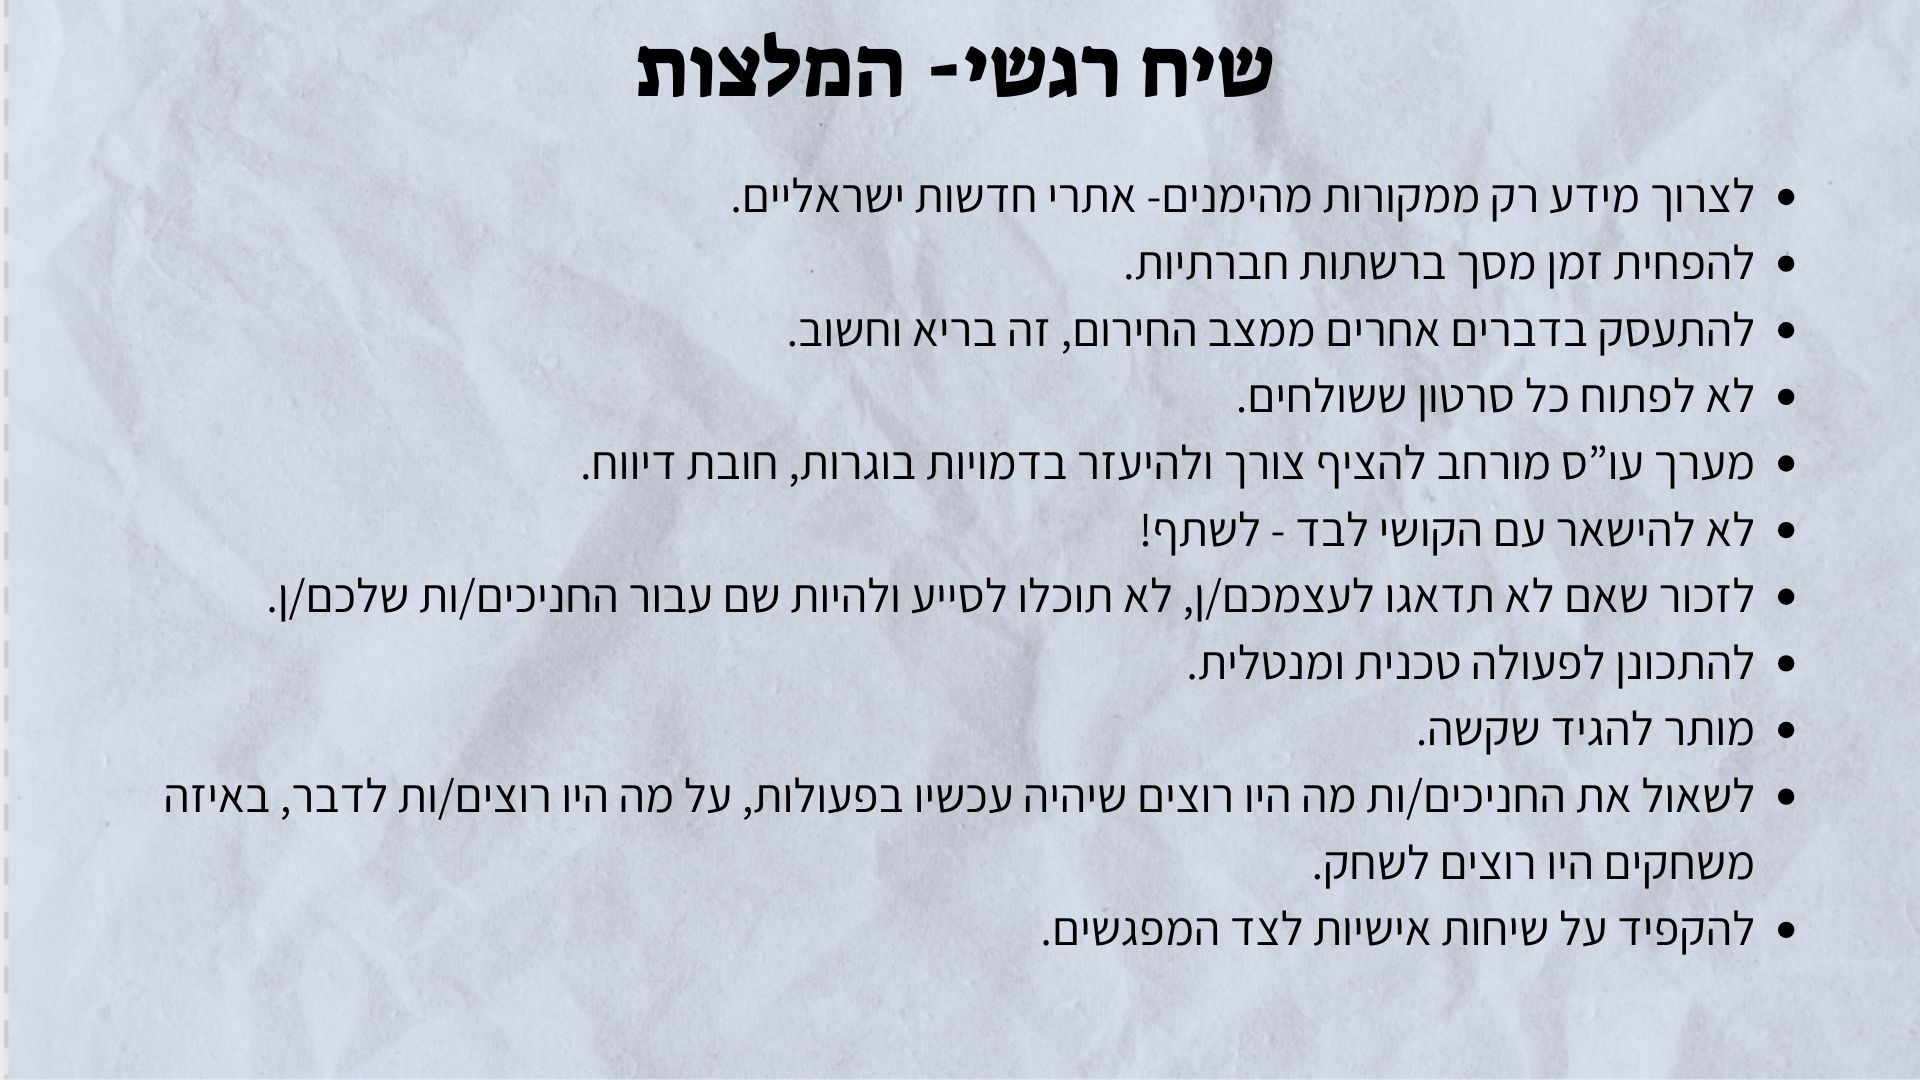 שיח רגשי- המלצות
• לצרוך מידע רק ממקורות מהימנים- אתרי חדשות ישראליים.
• להפחית זמן מסך ברשתות חברתיות.
• להתעסק בדברים אחרים ממצב החירום, זה בריא וחשוב.
• לא לפתוח כל סרטון ששולחים.
• מערך עו”ס מורחב להציף צורך ולהיעזר בדמויות בוגרות, חובת דיווח.
• לא להישאר עם הקושי לבד - לשתף!
• לזכור שאם לא תדאגו לעצמכם/ן, לא תוכלו לסייע ולהיות שם עבור החניכים/ות שלכם/ן.
• להתכונן לפעולה טכנית ומנטלית.
• מותר להגיד שקשה.
• לשאול את החניכים/ות מה היו רוצים שיהיה עכשיו בפעולות, על מה היו רוצים/ות לדבר, באיזה
משחקים היו רוצים לשחק.
• להקפיד על שיחות אישיות לצד המפגשים.